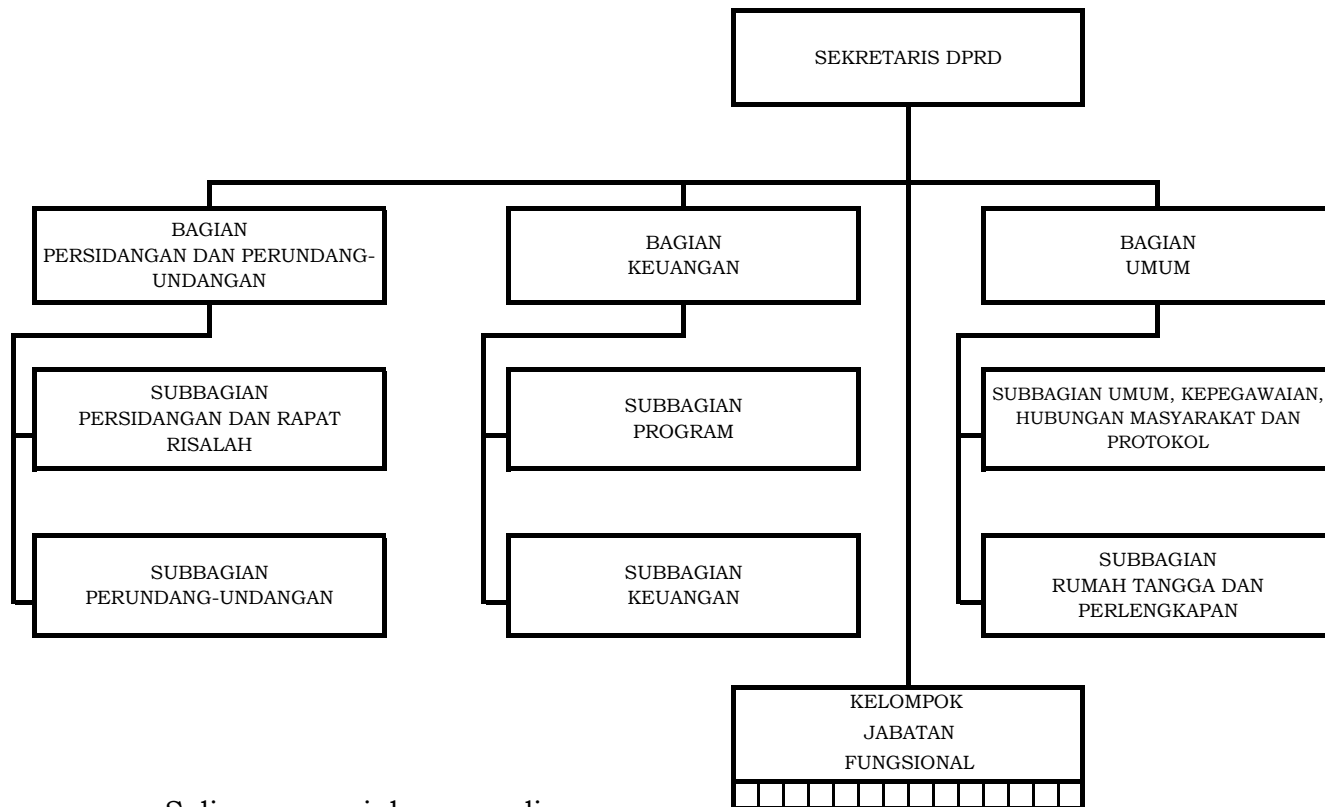 SEKRETARIS DPRD
BAGIAN
PERSIDANGAN DAN PERUNDANG-
UNDANGAN
BAGIAN
KEUANGAN
BAGIAN
UMUM
SUBBAGIAN
PERSIDANGAN DAN RAPAT
RISALAH
SUBBAGIAN
PROGRAM
SUBBAGIAN UMUM, KEPEGAWAIAN,
HUBUNGAN MASYARAKAT DAN
PROTOKOL
SUBBAGIAN
PERUNDANG-UNDANGAN
SUBBAGIAN
KEUANGAN
SUBBAGIAN
RUMAH TANGGA DAN
PERLENGKAPAN
KELOMPOK
JABATAN
FUNGSIONAL